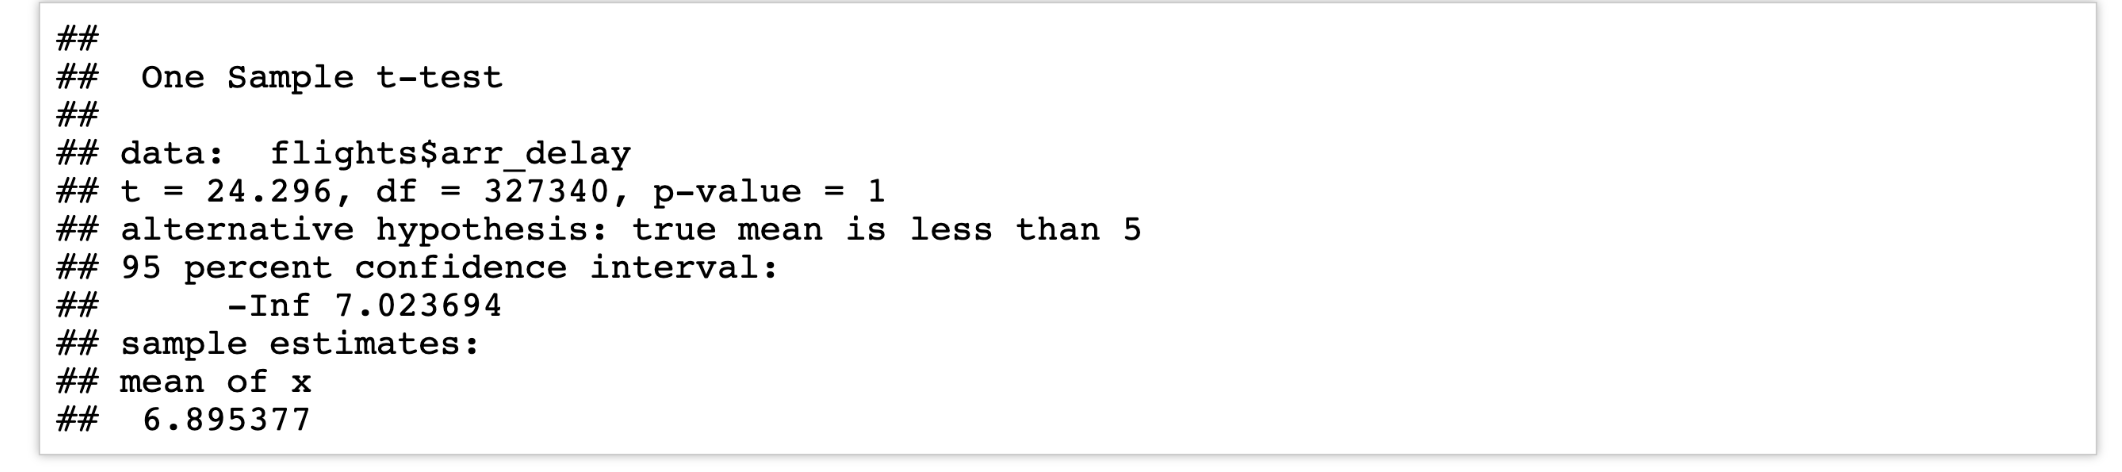 ##
##  One Sample t-test
##
## data:  flights$arr_delay
## t = 24.296, df = 327340, p-value = 1
## alternative hypothesis: true mean is less than 5
## 95 percent confidence interval:
##      -Inf 7.023694
## sample estimates:
## mean of x
##  6.895377